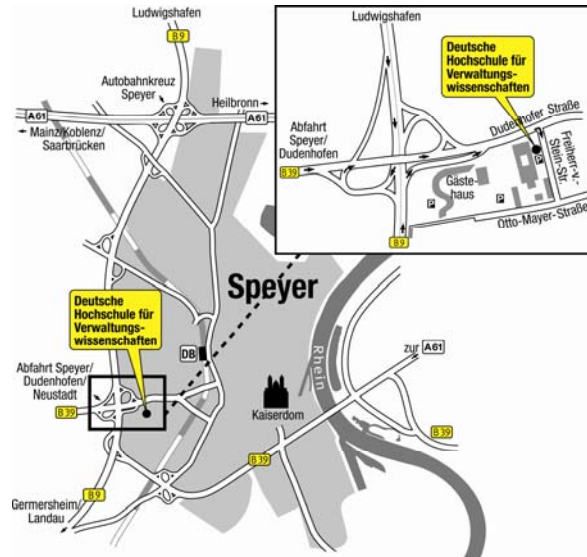 Ludwigshafen
B9
Autobahnkreuz
Speyer
Heilbronn
A61
A61
Mainz/Koblenz/
Saarbrücken
Ludwigshafen
Deutsche
Hochschule für
Verwaltungs-
wissenschaften
Dudenhofer Straße
Abfahrt
Speyer/
Dudenhofen
B39
Freiherr-v.-
Stein-Str.
Gäste-
haus
P
P
Otto-Mayer-Straße
B9
Speyer
Deutsche
Hochschule für
Verwaltungs-
wissenschaften
DB
Rhein
zur A61
Abfahrt Speyer/
Dudenhofen/
Neustadt
B39
Kaiserdom
B39
B39
B9
Germersheim/
Landau